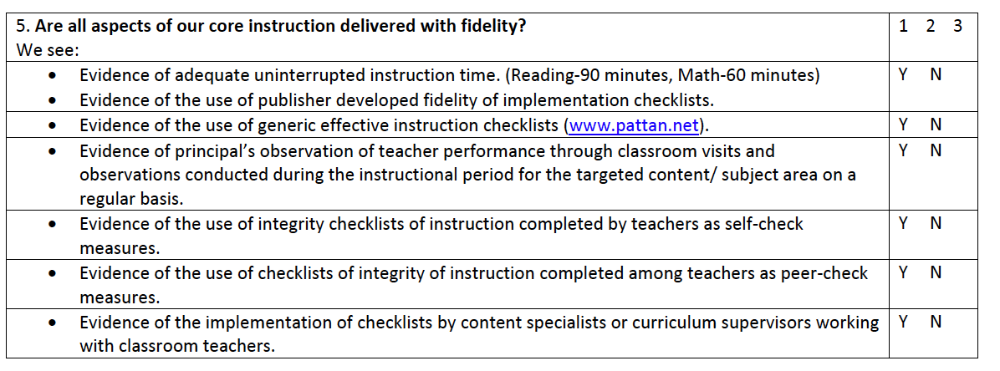 5. Are all aspects of our core instruction delivered with fidelity? 1 2 3
We see:
• Evidence of adequate uninterrupted instruction time. (Reading-90 minutes, Math-60 minutes) Y N
• Evidence of the use of publisher developed fidelity of implementation checklists.
• Evidence of the use of generic effective instruction checklists (www.pattan.net). Y N
• Evidence of principal’s observation of teacher performance through classroom visits and Y N
observations conducted during the instructional period for the targeted content/ subject area on a
regular basis.
• Evidence of the use of integrity checklists of instruction completed by teachers as self-check Y N
measures.
• Evidence of the use of checklists of integrity of instruction completed among teachers as peer-check Y N
measures.
• Evidence of the implementation of checklists by content specialists or curriculum supervisors working Y N
with classroom teachers.